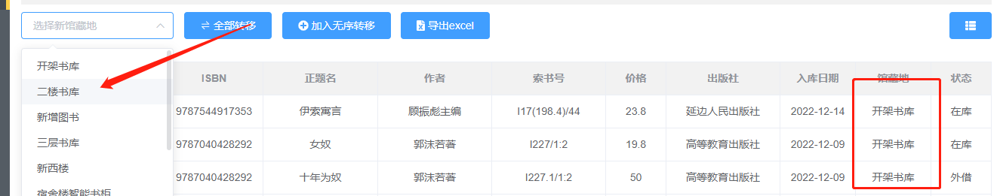 选择新馆藏地
全部转移
加入无序转移
导出excel
开架书库
二楼书库
新增图书
三层书库
新西楼
宿舍楼智能书柜
ISBN 正题名 作者 索书号 价格 出版社 入库日期 馆藏地 状态
9787544917353 伊索寓言 顾振彪主编 I17(198.4)/44 23.8 延边人民出版社 2022-12-14 开架书库 在库
9787040428292 女奴 郭沫若著 I227/1:2 19.8 高等教育出版社 2022-12-09 开架书库 在库
9787040428292 十年为奴 郭沫若著 I227.1/1:2 50 高等教育出版社 2022-12-09 开架书库 外借